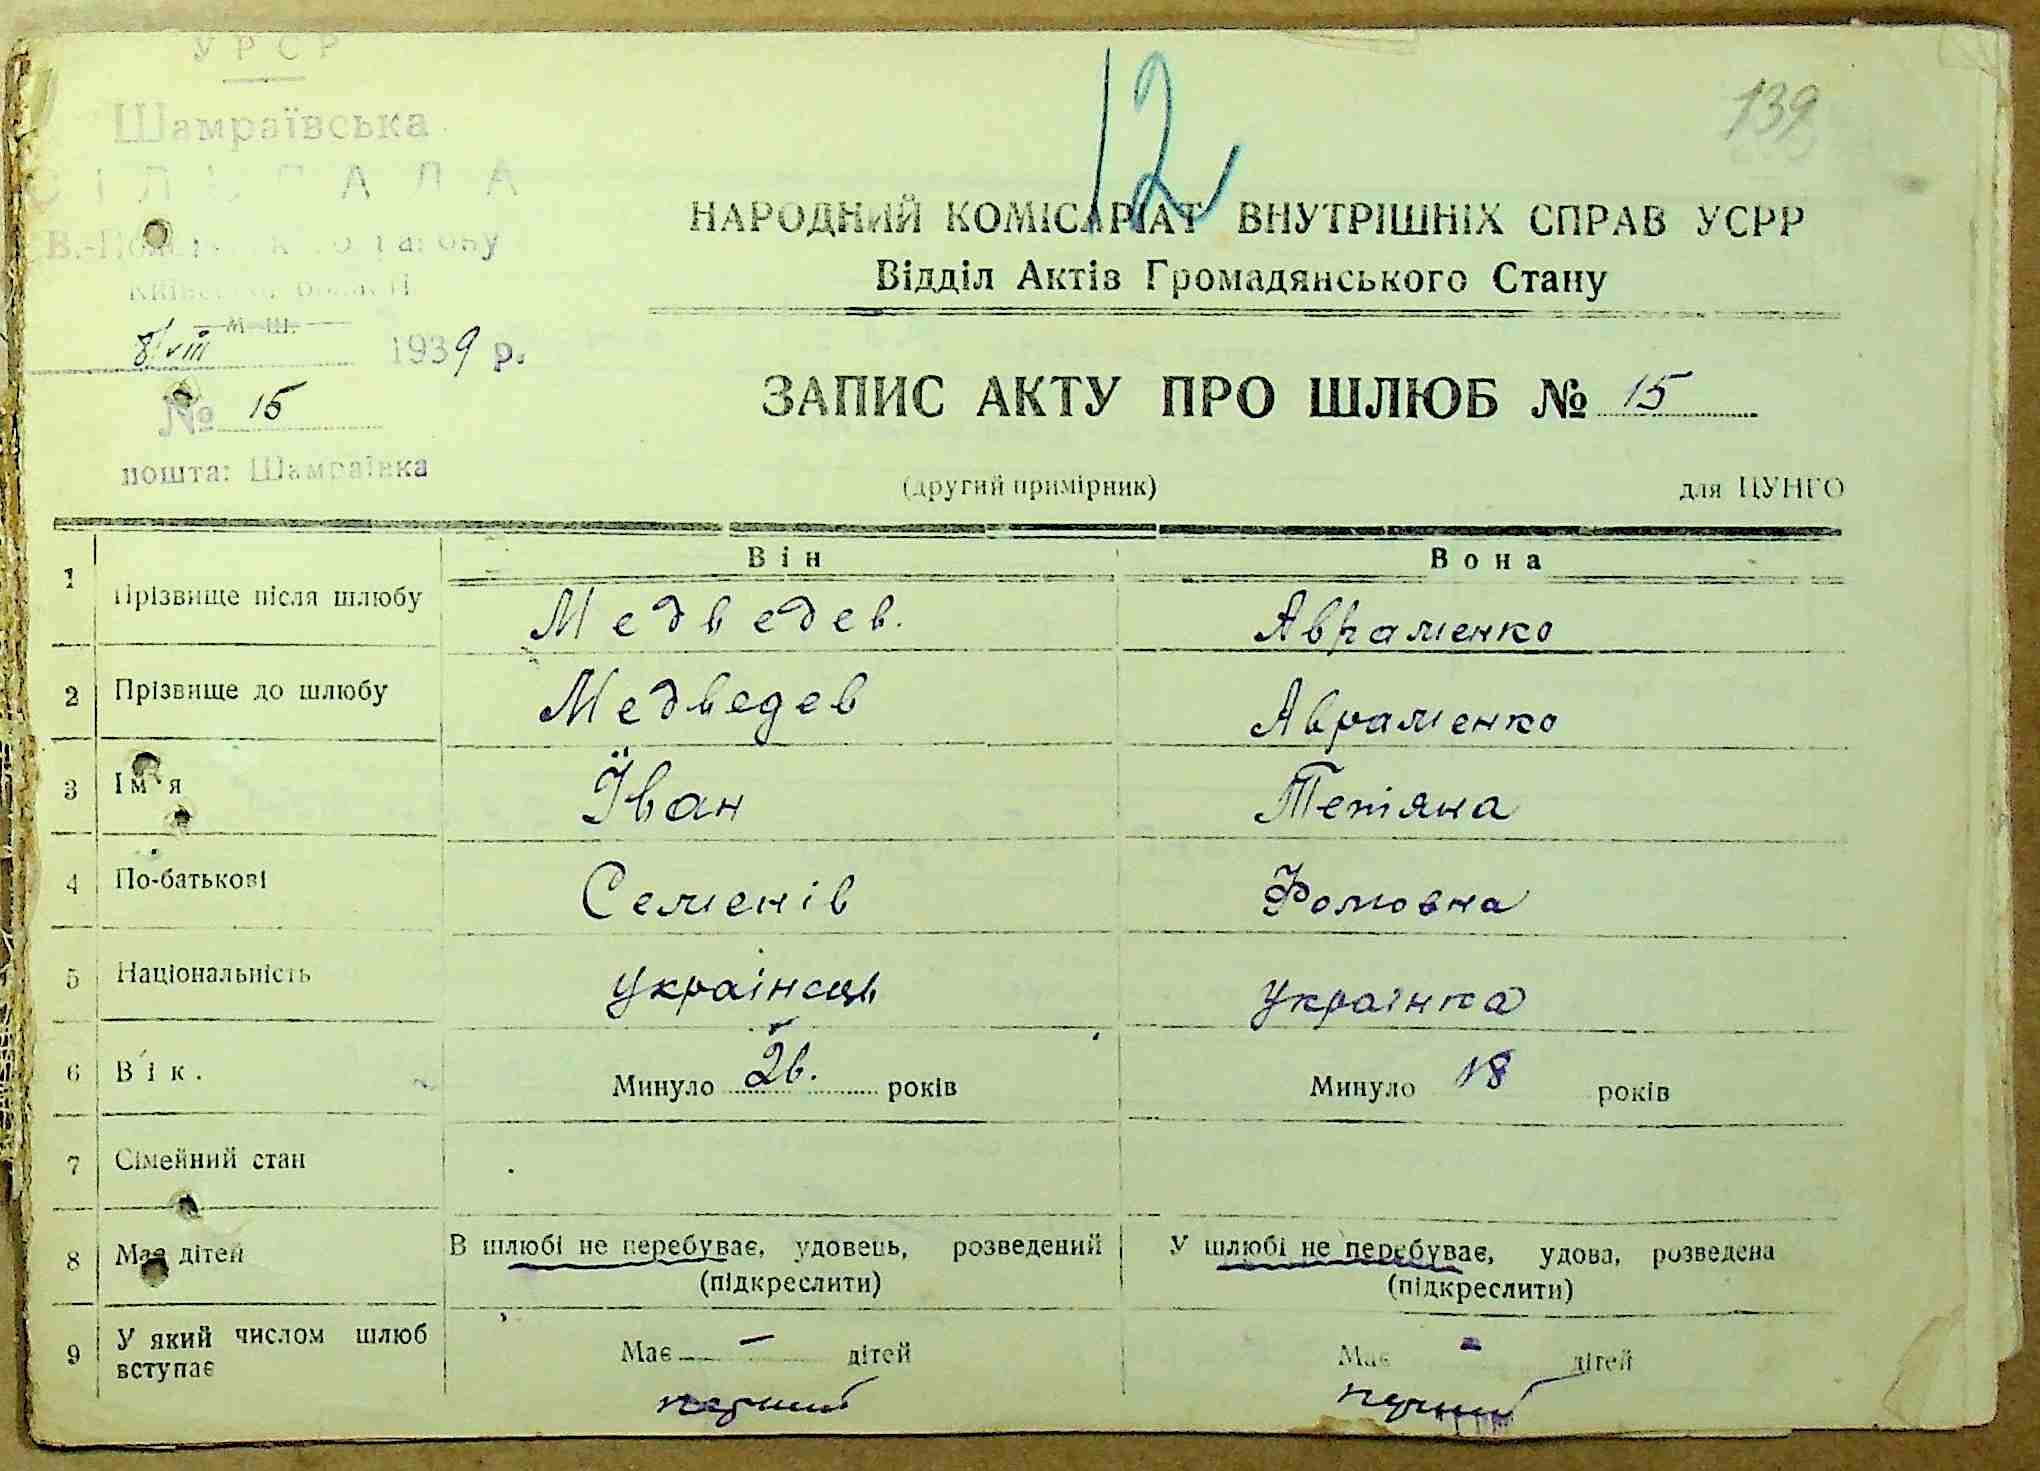 УРСР
12
139
Шамраївська
СІЛЬРАДА
НАРОДНИЙ КОМІСАРІАТ ВНУТРІШНІХ СПРАВ УСРР
Відділ Актів Громадянського Стану
М. Ш.
8/VIII 1939 р.
№ 15
ЗАПИС АКТУ ПРО ШЛЮБ № 15
пошта: Шамраївка
(другий примірник)
для ЦУНГО
Він Вона
1 Прізвище після шлюбу Медведев. Авраменко
2 Прізвище до шлюбу Медведев Авраменко
3 Ім'я Їван Тетяна
4 По-батькові Семенів Фомовна
5 Національність українець українка
6 Вік. Минуло 26. років Минуло 18 років
7 Сімейний стан
8 Має дітей В шлюбі не перебуває, удовець, розведений У шлюбі не перебуває, удова, розведена
(підкреслити) (підкреслити)
9 У який числом шлюб вступає Має — дітей Має - дітей
перший перший